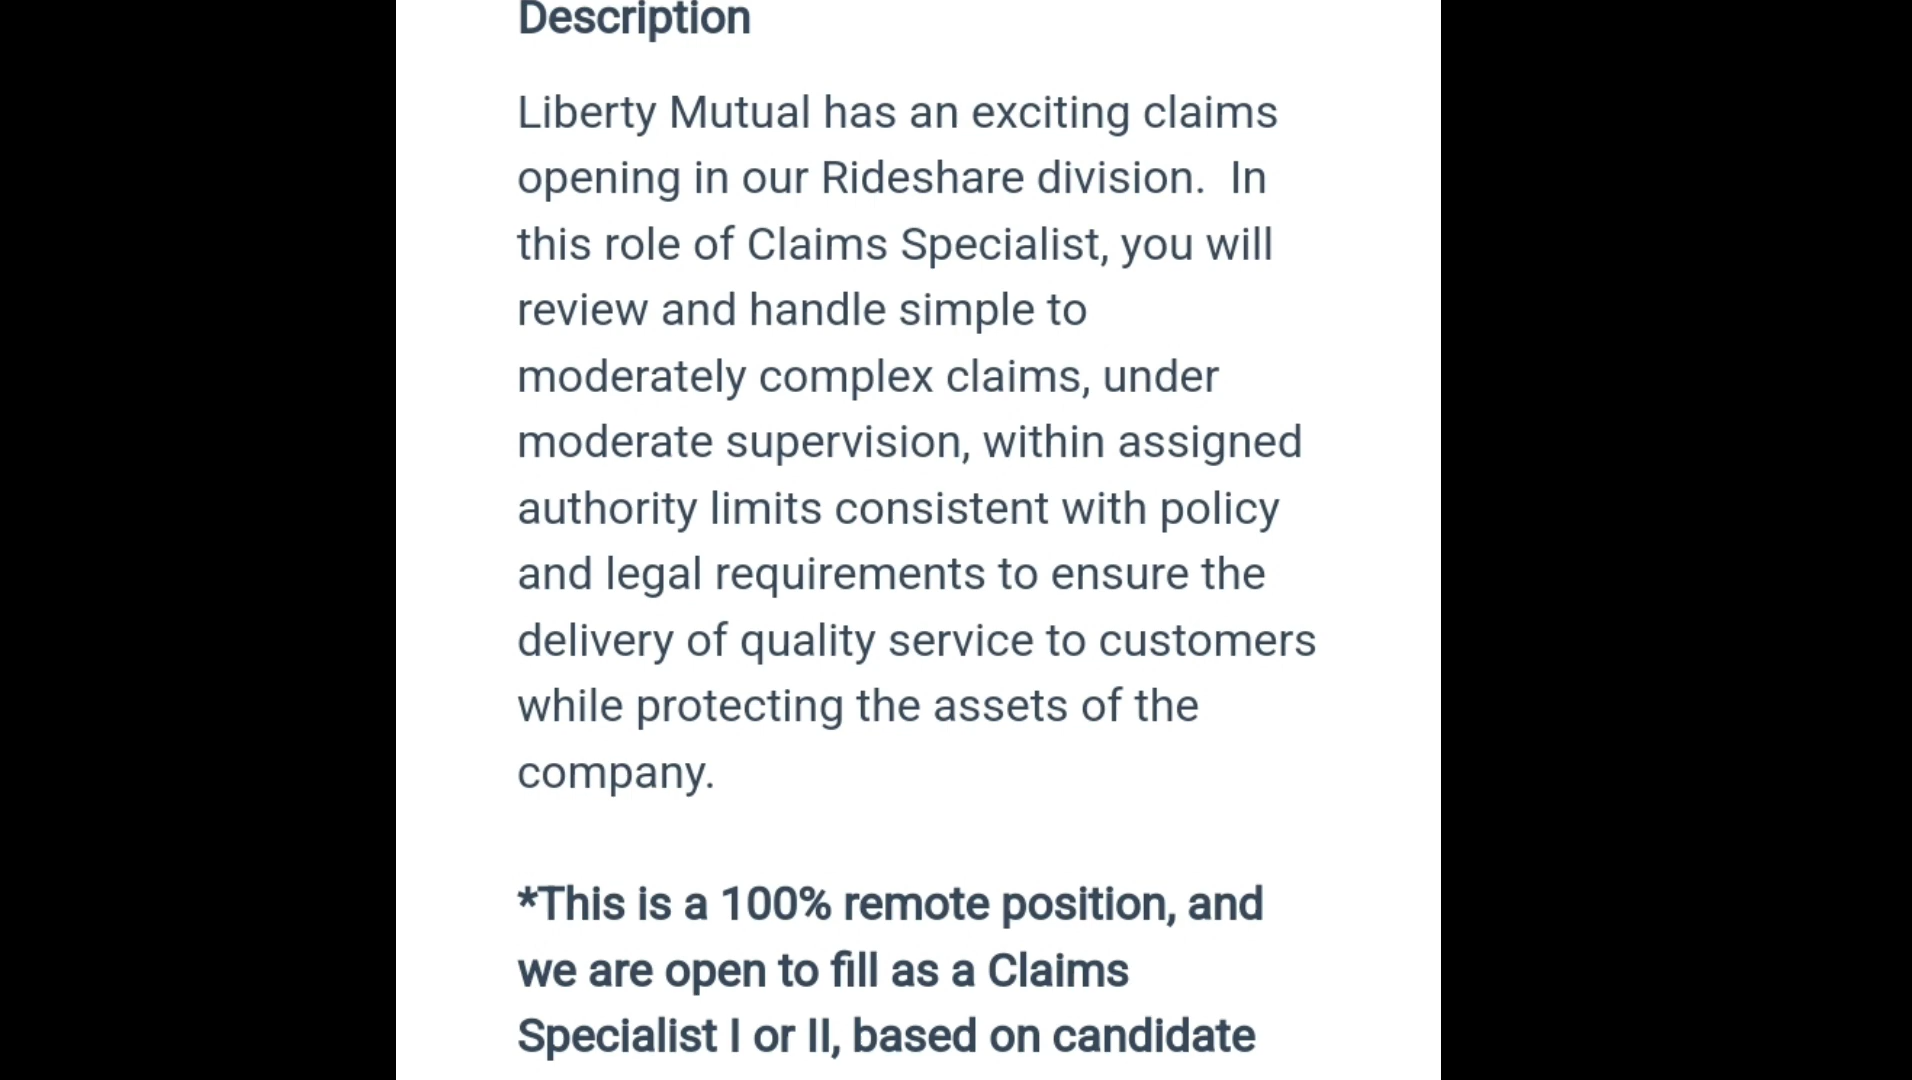 Description
Liberty Mutual has an exciting claims
opening in our Rideshare division.  In
this role of Claims Specialist, you will
review and handle simple to
moderately complex claims, under
moderate supervision, within assigned
authority limits consistent with policy
and legal requirements to ensure the
delivery of quality service to customers
while protecting the assets of the
company.
*This is a 100% remote position, and
we are open to fill as a Claims
Specialist I or II, based on candidate